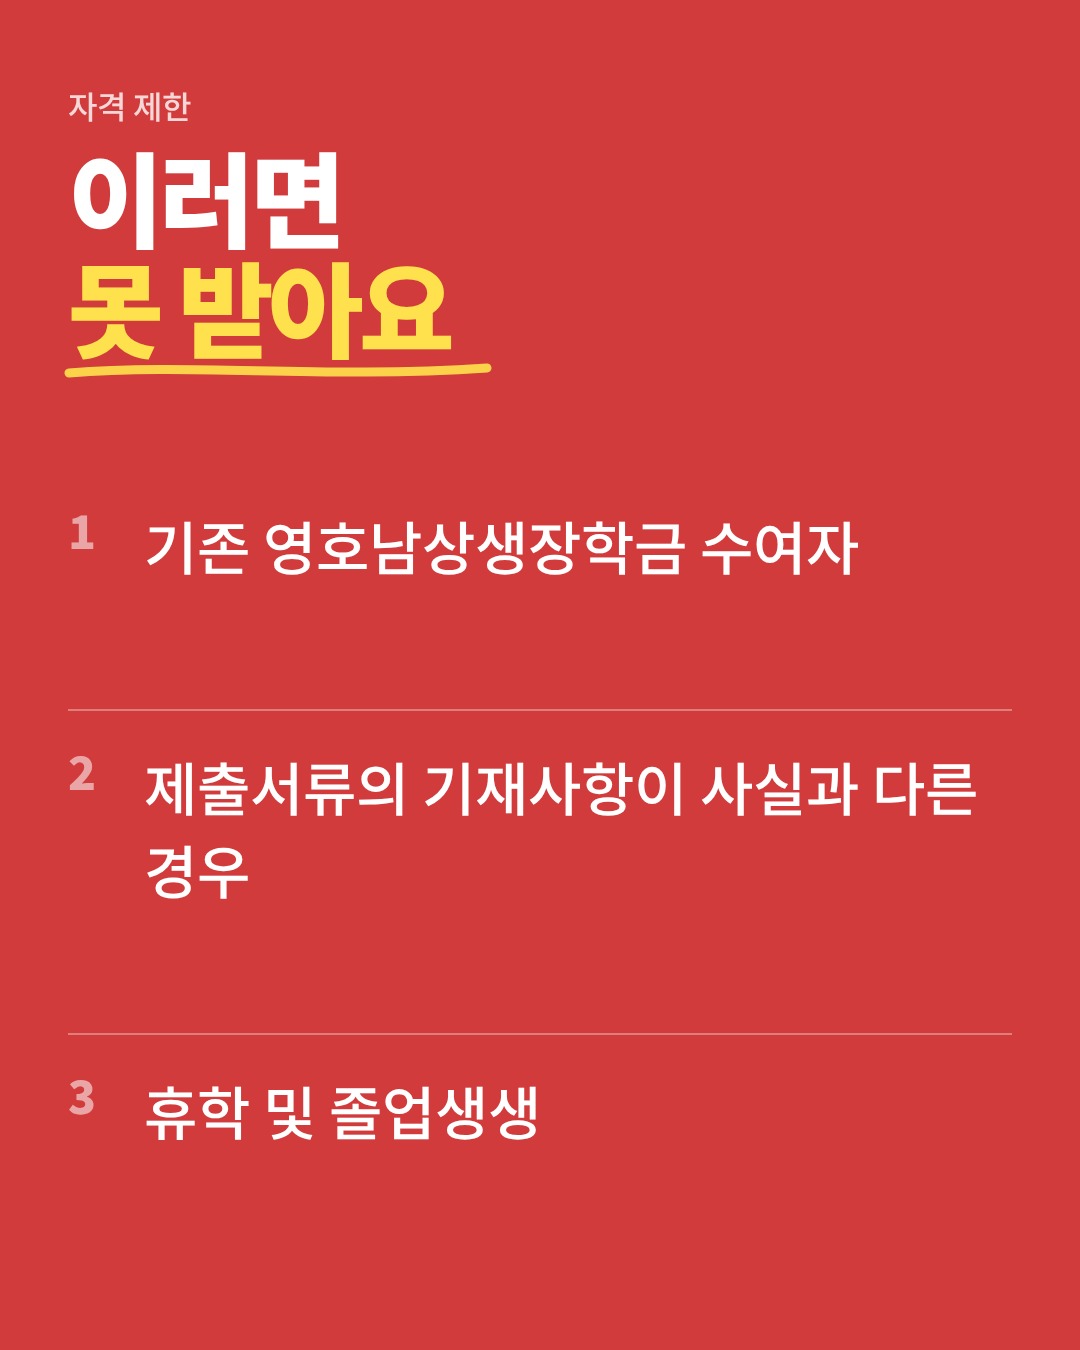 자격 제한
이러면
못 받아요
1 기존 영호남상생장학금 수여자
2 제출서류의 기재사항이 사실과 다른
경우
3 휴학 및 졸업생생